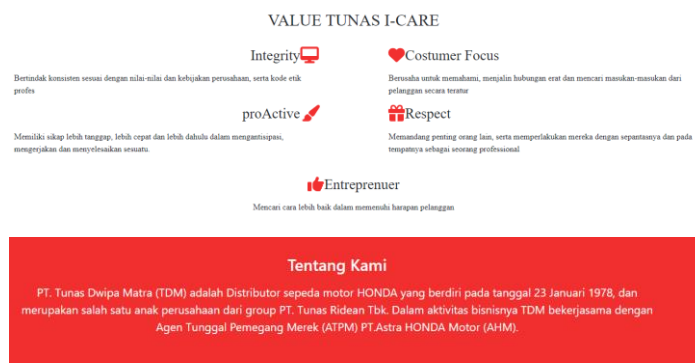 VALUE TUNAS I-CARE
Integrity
Bertindak konsisten sesuai dengan nilai-nilai dan kebijakan perusahaan, serta kode etik
profes
Costumer Focus
Berusaha untuk memahami, menjalin hubungan erat dan mencari masukan-masukan dari
pelanggan secara teratur
proActive
Memiliki sikap lebih tanggap, lebih cepat dan lebih dahulu dalam mengantisipasi,
mengerjakan dan menyelesaikan sesuatu.
Respect
Memandang penting orang lain, serta memperlakukan mereka dengan sepantasnya dan pada
tempatnya sebagai seorang professional
Entreprenuer
Mencari cara lebih baik dalam memenuhi harapan pelanggan
Tentang Kami
PT. Tunas Dwipa Matra (TDM) adalah Distributor sepeda motor HONDA yang berdiri pada tanggal 23 Januari 1978, dan
merupakan salah satu anak perusahaan dari group PT. Tunas Ridean Tbk. Dalam aktivitas bisnisnya TDM bekerjasama dengan
Agen Tunggal Pemegang Merek (ATPM) PT.Astra HONDA Motor (AHM).